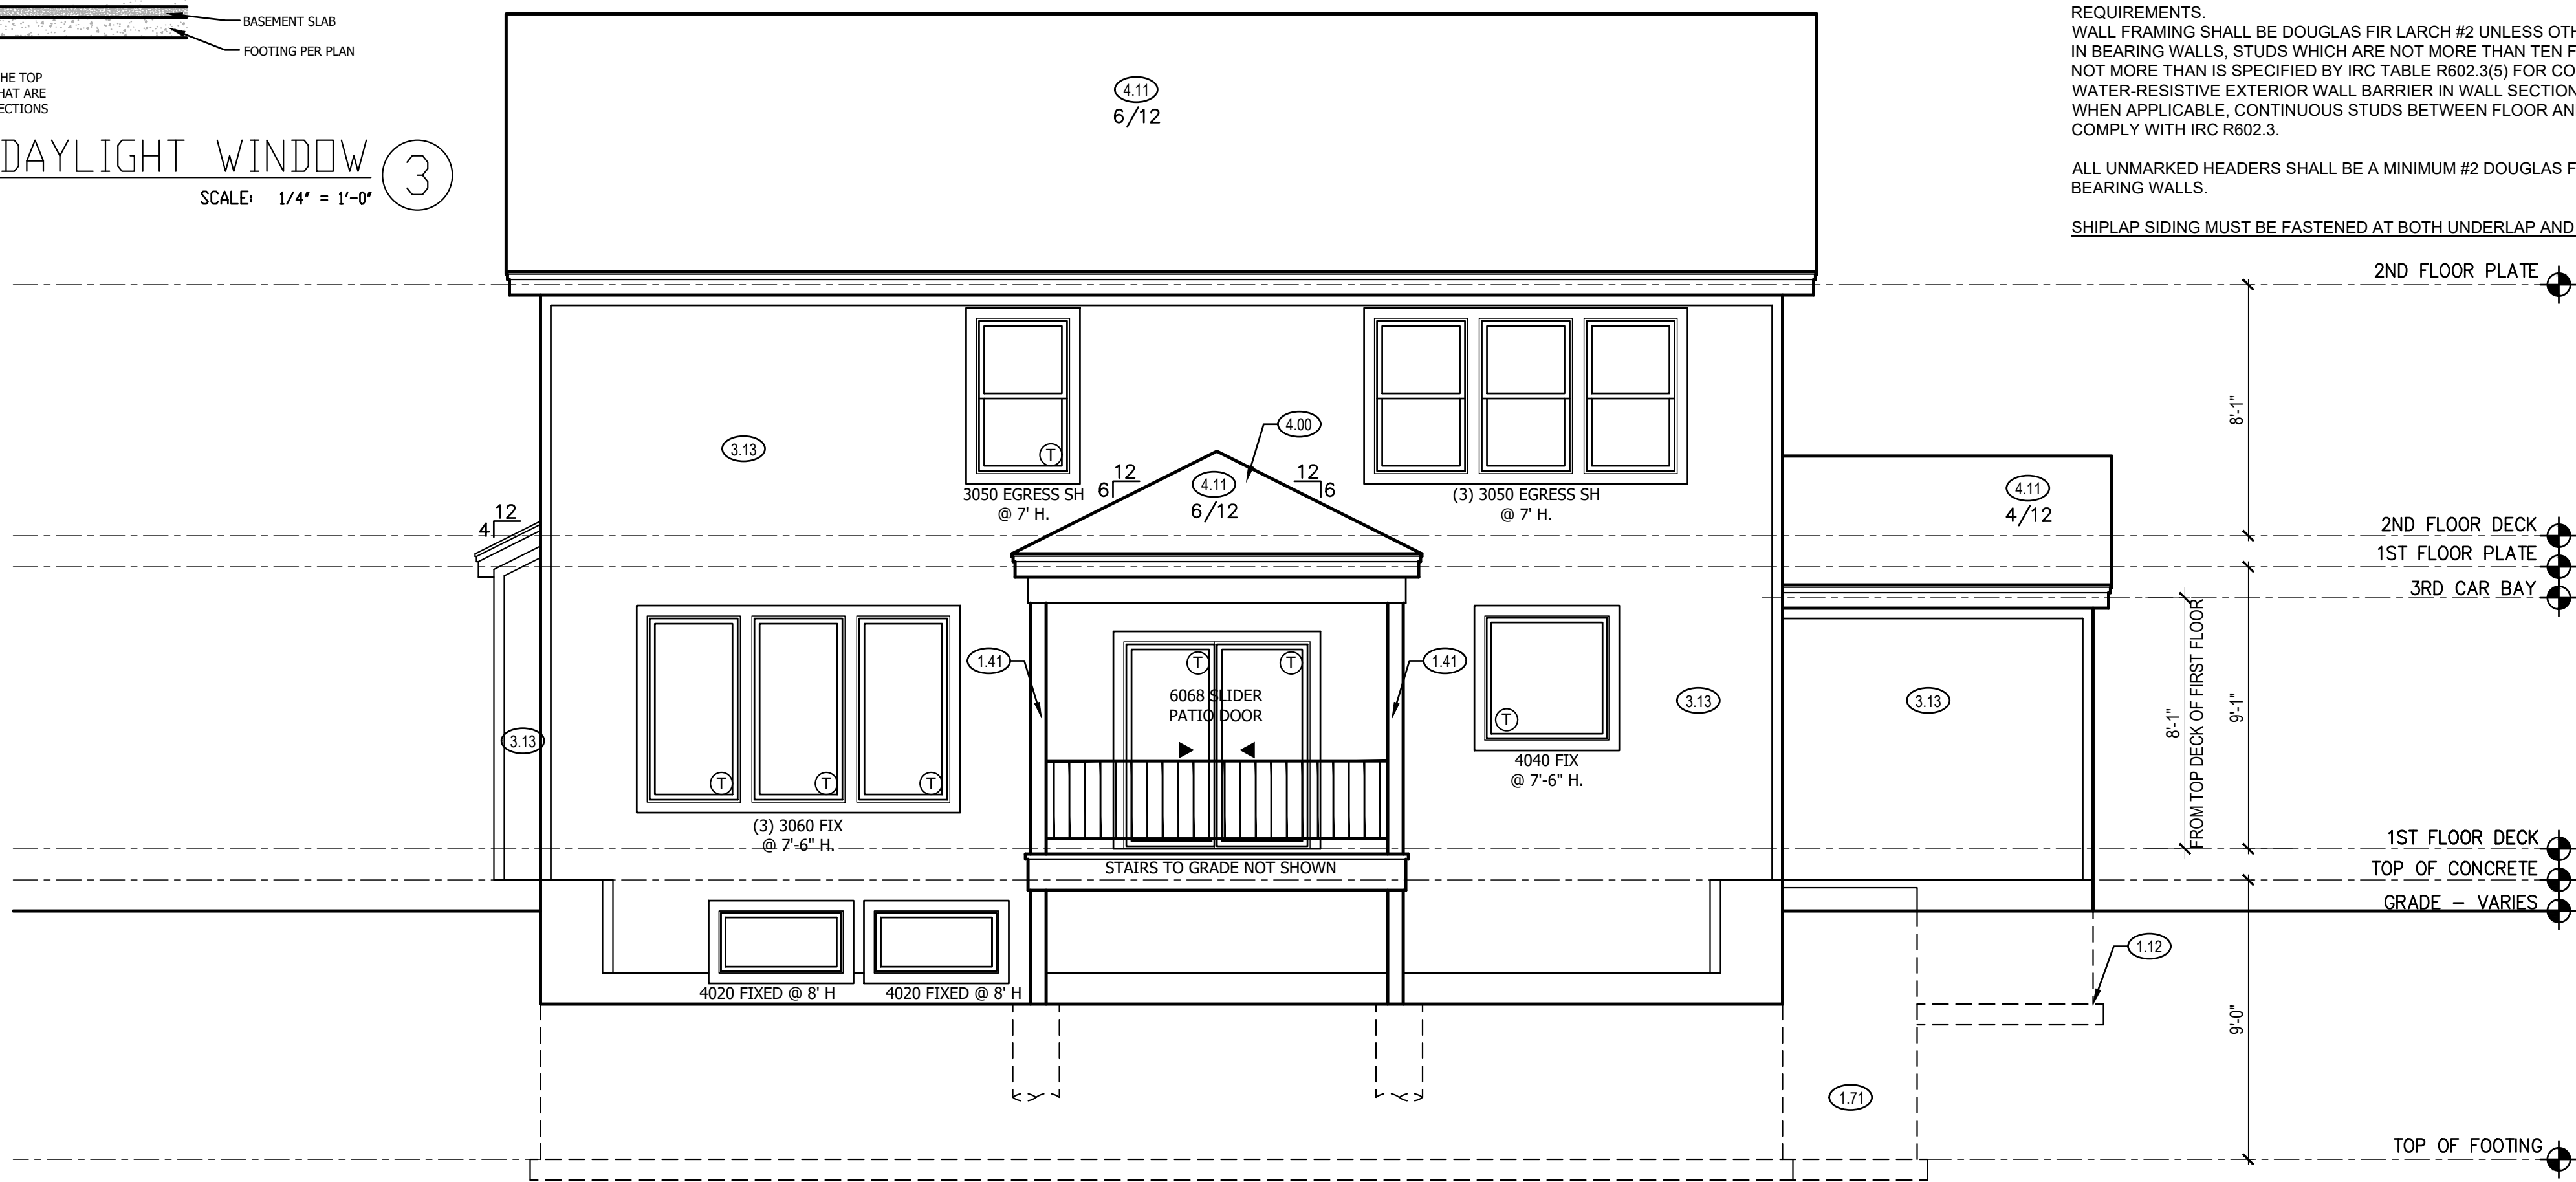 BASEMENT SLAB
FOOTING PER PLAN
HE TOP
HAT ARE
ECTIONS
DAYLIGHT WINDOW
3
SCALE: 1/4" = 1'-0"
REQUIREMENTS.
WALL FRAMING SHALL BE DOUGLAS FIR LARCH #2 UNLESS OTH
IN BEARING WALLS, STUDS WHICH ARE NOT MORE THAN TEN F
NOT MORE THAN IS SPECIFIED BY IRC TABLE R602.3(5) FOR CO
WATER-RESISTIVE EXTERIOR WALL BARRIER IN WALL SECTION
WHEN APPLICABLE, CONTINUOUS STUDS BETWEEN FLOOR AN
COMPLY WITH IRC R602.3.
ALL UNMARKED HEADERS SHALL BE A MINIMUM #2 DOUGLAS F
BEARING WALLS.
SHIPLAP SIDING MUST BE FASTENED AT BOTH UNDERLAP AND
4.11
6/12
2ND FLOOR PLATE
8'-1"
4.00
3.13
T
3050 EGRESS SH
@ 7' H.
12
6
4.11
6/12
12
6
(3) 3050 EGRESS SH
@ 7' H.
4.11
4/12
12
4
2ND FLOOR DECK
1ST FLOOR PLATE
3RD CAR BAY
1.41
T
T
6068 SLIDER
PATIO DOOR
1.41
T
4040 FIX
@ 7'-6" H.
3.13
3.13
8'-1"
FROM TOP DECK OF FIRST FLOOR
9'-1"
3.13
T
T
T
(3) 3060 FIX
@ 7'-6" H.
1ST FLOOR DECK
STAIRS TO GRADE NOT SHOWN
TOP OF CONCRETE
GRADE – VARIES
1.12
4020 FIXED @ 8' H
4020 FIXED @ 8' H
9'-0"
1.71
TOP OF FOOTING